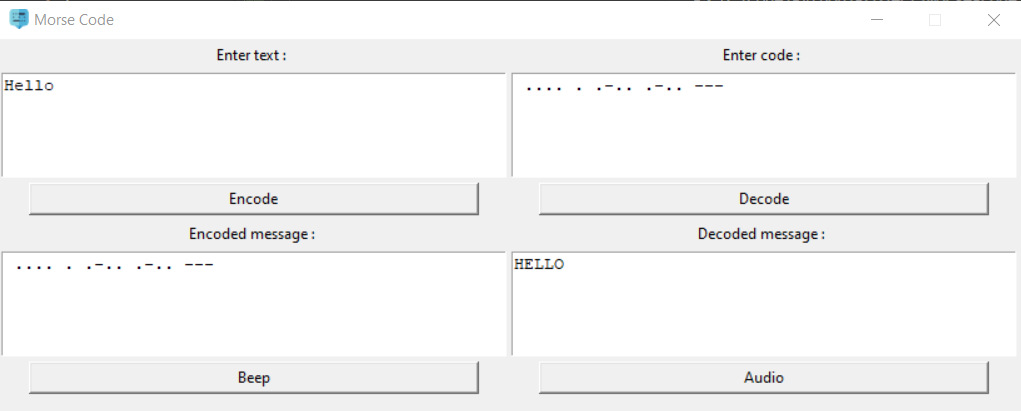 Morse Code
Enter text :
Enter code :
Hello
.... . .-.. .-.. ---
Encode
Decode
Encoded message :
Decoded message :
.... . .-.. .-.. ---
HELLO
Beep
Audio